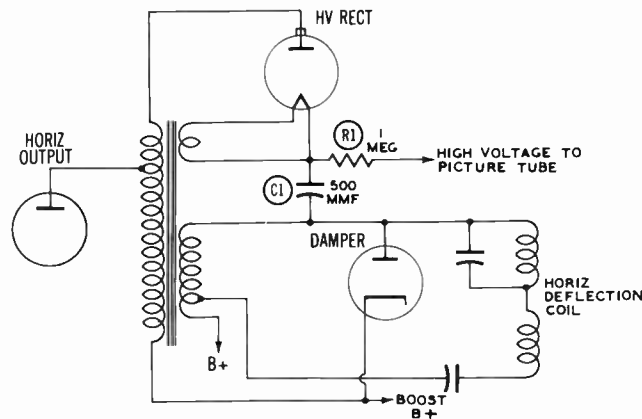 HV RECT
HORIZ
OUTPUT
R1
1
MEG
HIGH VOLTAGE TO
PICTURE TUBE
C1
500
MMF
DAMPER
HORIZ
DEFLECTION
COIL
B+
BOOST
B+